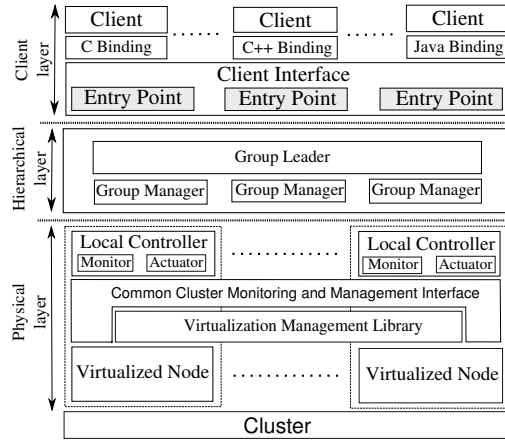 Client
Client
Client
C Binding
C++ Binding
Java Binding
Client Interface
Entry Point
Entry Point
Entry Point
Client
layer
Group Leader
Group Manager
Group Manager
Group Manager
Hierarchical
layer
Local Controller
Monitor
Actuator
Local Controller
Monitor
Actuator
Common Cluster Monitoring and Management Interface
Virtualization Management Library
Virtualized Node
Virtualized Node
Physical
layer
Cluster